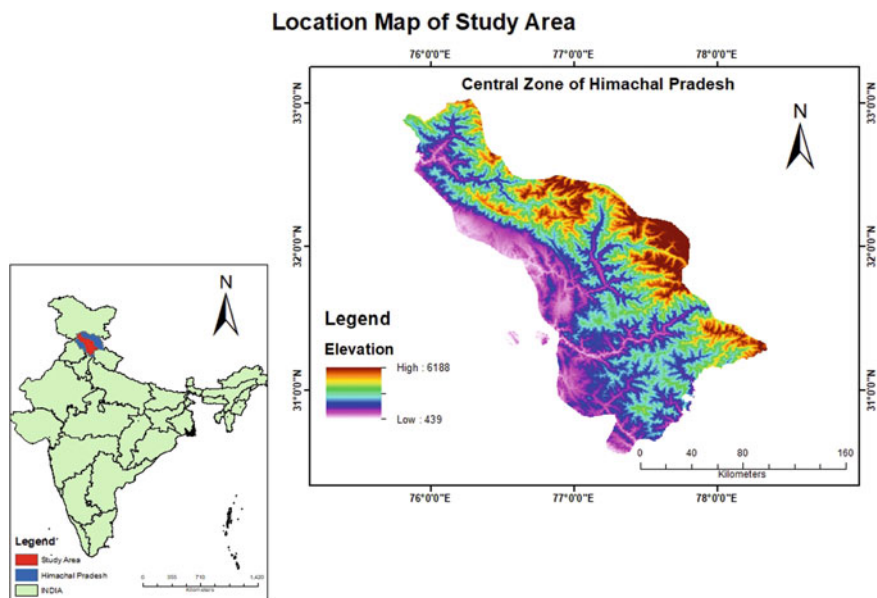 Location Map of Study Area
76°0'0"E 77°0'0"E 78°0'0"E
Central Zone of Himachal Pradesh
33°0'0"N
33°0'0"N
N
32°0'0"N
32°0'0"N
31°0'0"N
31°0'0"N
Legend
Elevation
High : 6188
Low : 439
0 40 80 160
Kilometers
76°0'0"E 77°0'0"E 78°0'0"E
N
Legend
Study Area
Himachal Pradesh
INDIA
0 710 1,420
Kilometers